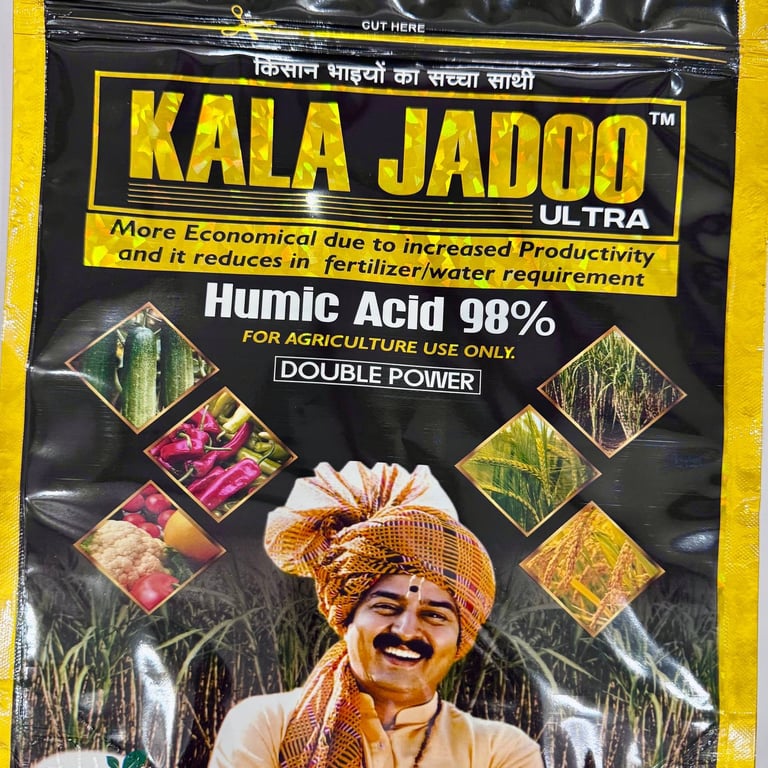 CUT HERE
किसान भाइयों का सच्चा साथी
KALA JADOO™
ULTRA
More Economical due to increased Productivity
and it reduces in fertilizer/water requirement
Humic Acid 98%
FOR AGRICULTURE USE ONLY.
DOUBLE POWER